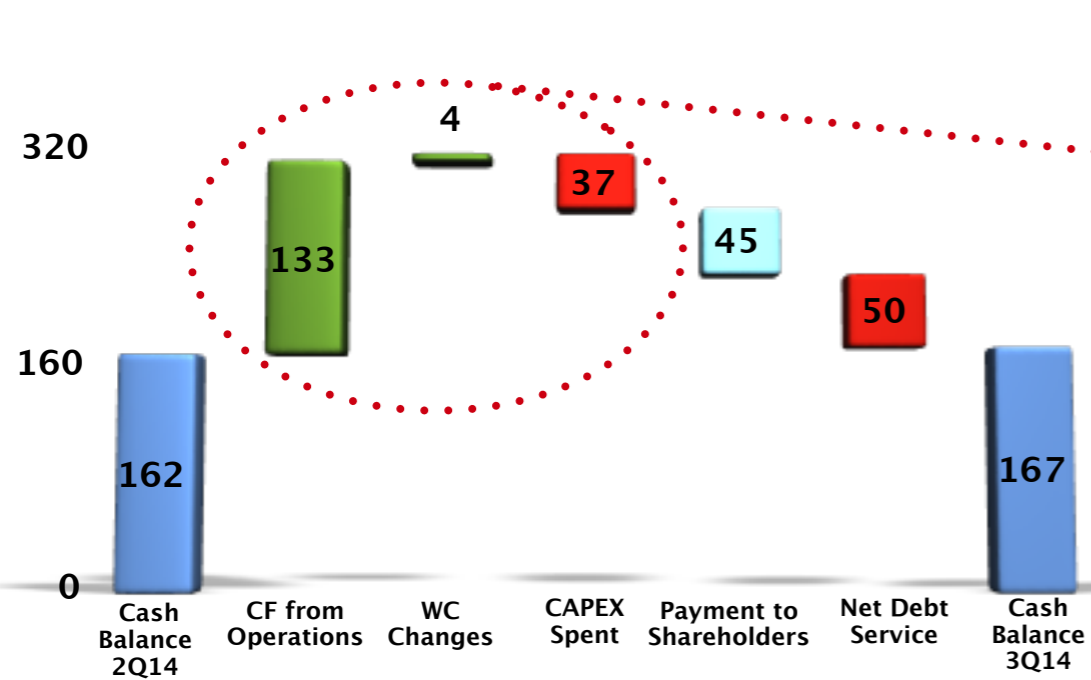 4
320
37
133
45
50
160
162
167
0
Cash
Balance
2Q14
CF from
Operations
WC
Changes
CAPEX
Spent
Payment to
Shareholders
Net Debt
Service
Cash
Balance
3Q14